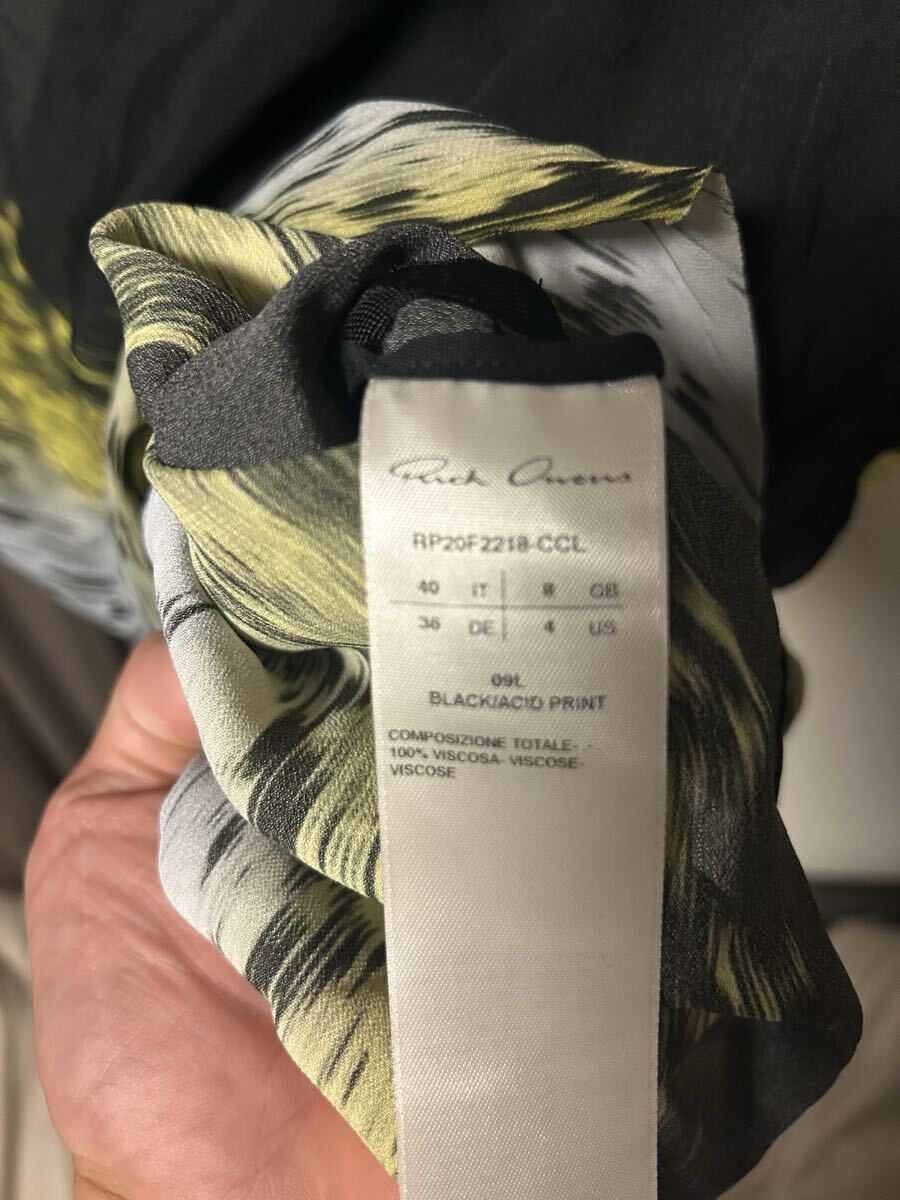 Rick Owens
RP20F2218-CCL
40 IT 8 GB
36 DE 4 US
09L
BLACK/ACID PRINT
COMPOSIZIONE TOTALE- .-
100% VISCOSA- VISCOSE-
VISCOSE